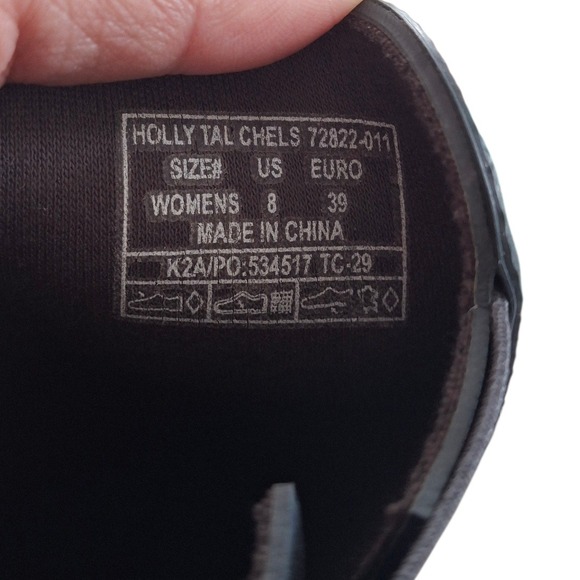 HOLLY TAL CHELS 72822-011
SIZE# US EURO
WOMENS 8 39
MADE IN CHINA
K2A/PO:534517 TC-29